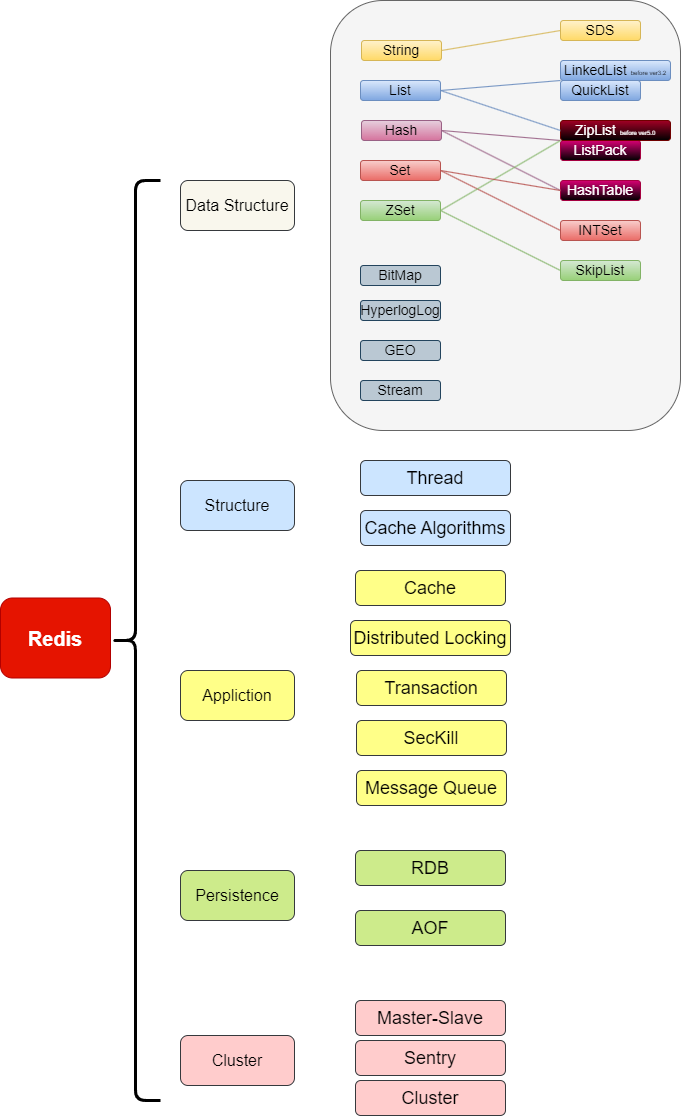 SDS
String
LinkedList before ver3.2
List
QuickList
Hash
ZipList before ver5.0
ListPack
Set
HashTable
Data Structure
ZSet
INTSet
BitMap
SkipList
HyperlogLog
GEO
Stream
Thread
Structure
Cache Algorithms
Cache
Redis
Distributed Locking
Appliction
Transaction
SecKill
Message Queue
RDB
Persistence
AOF
Master-Slave
Cluster
Sentry
Cluster